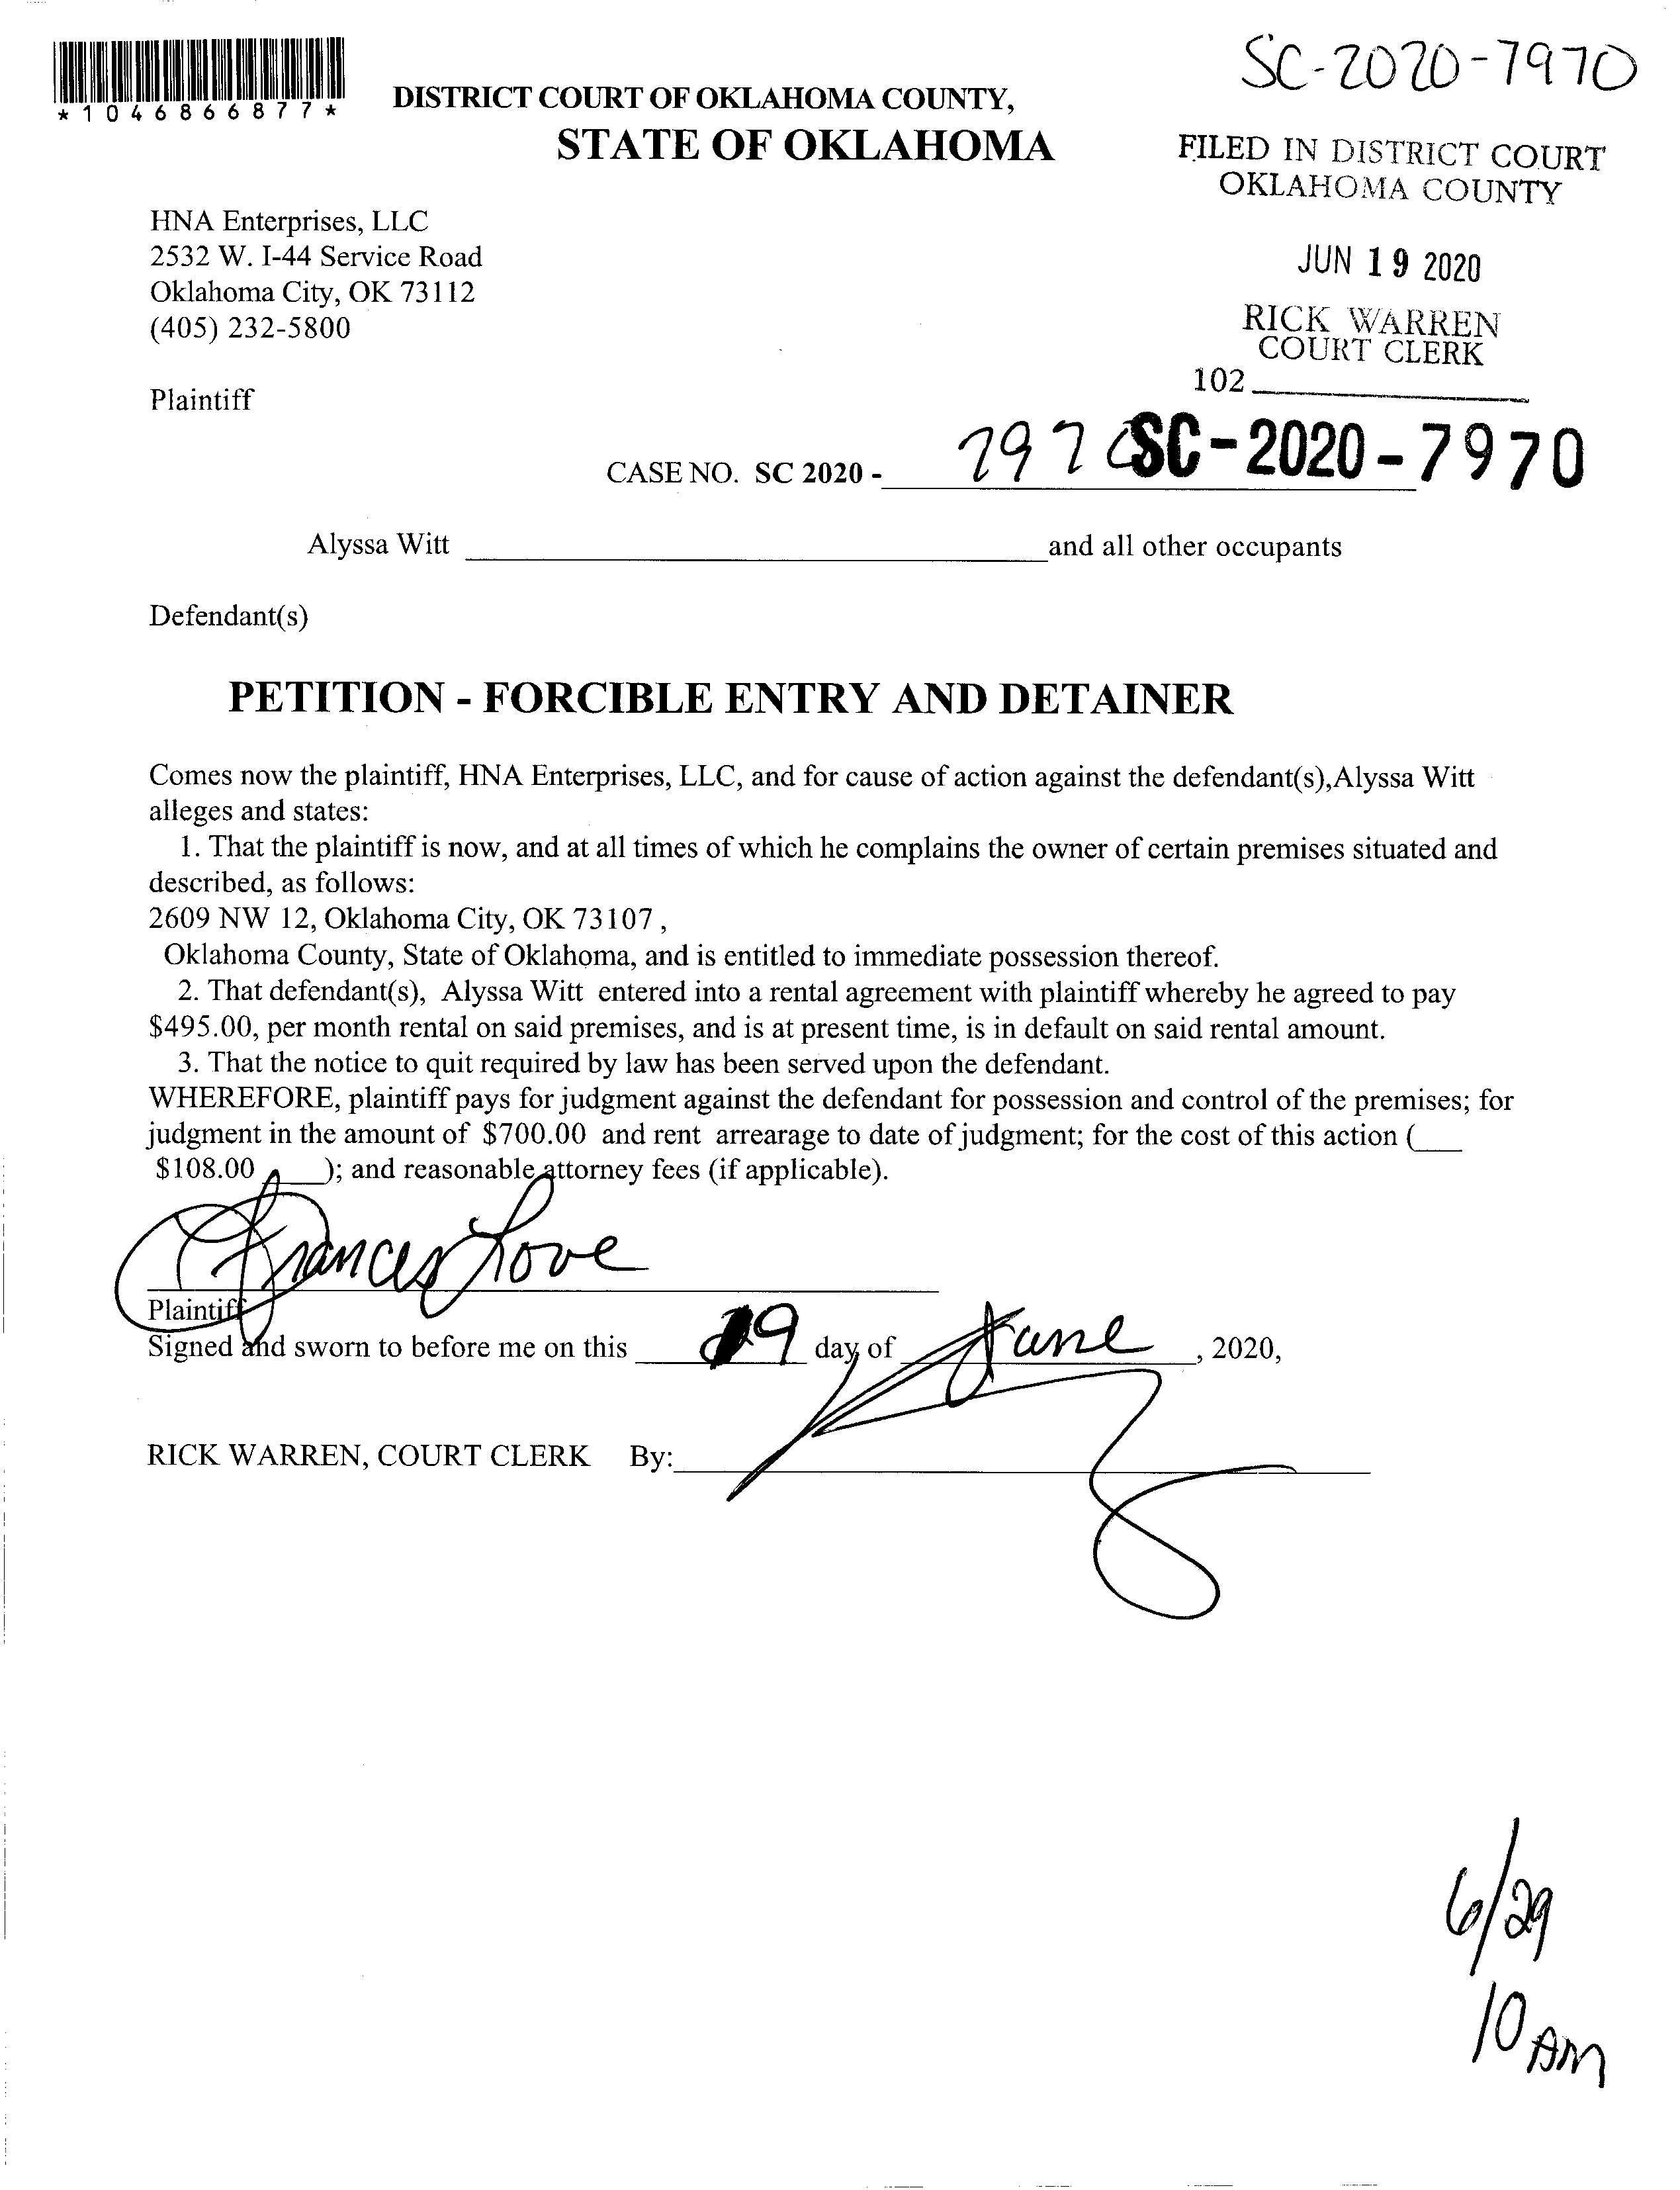 SC-2020-7970
*1046866877*
DISTRICT COURT OF OKLAHOMA COUNTY,
STATE OF OKLAHOMA
FILED IN DISTRICT COURT
OKLAHOMA COUNTY
JUN 19 2020
RICK WARREN
COURT CLERK
102
HNA Enterprises, LLC
2532 W. I-44 Service Road
Oklahoma City, OK 73112
(405) 232-5800
Plaintiff
CASE NO. SC 2020 - 7970 SC-2020-7970
Alyssa Witt and all other occupants
Defendant(s)
PETITION - FORCIBLE ENTRY AND DETAINER
Comes now the plaintiff, HNA Enterprises, LLC, and for cause of action against the defendant(s),Alyssa Witt
alleges and states:
1. That the plaintiff is now, and at all times of which he complains the owner of certain premises situated and
described, as follows:
2609 NW 12, Oklahoma City, OK 73107 ,
Oklahoma County, State of Oklahoma, and is entitled to immediate possession thereof.
2. That defendant(s), Alyssa Witt entered into a rental agreement with plaintiff whereby he agreed to pay
$495.00, per month rental on said premises, and is at present time, is in default on said rental amount.
3. That the notice to quit required by law has been served upon the defendant.
WHEREFORE, plaintiff pays for judgment against the defendant for possession and control of the premises; for
judgment in the amount of $700.00 and rent arrearage to date of judgment; for the cost of this action (___
$108.00 ____); and reasonable attorney fees (if applicable).
Frances Love
Plaintiff
Signed and sworn to before me on this 19 day of June, 2020,
RICK WARREN, COURT CLERK By:
6/29
10 AM